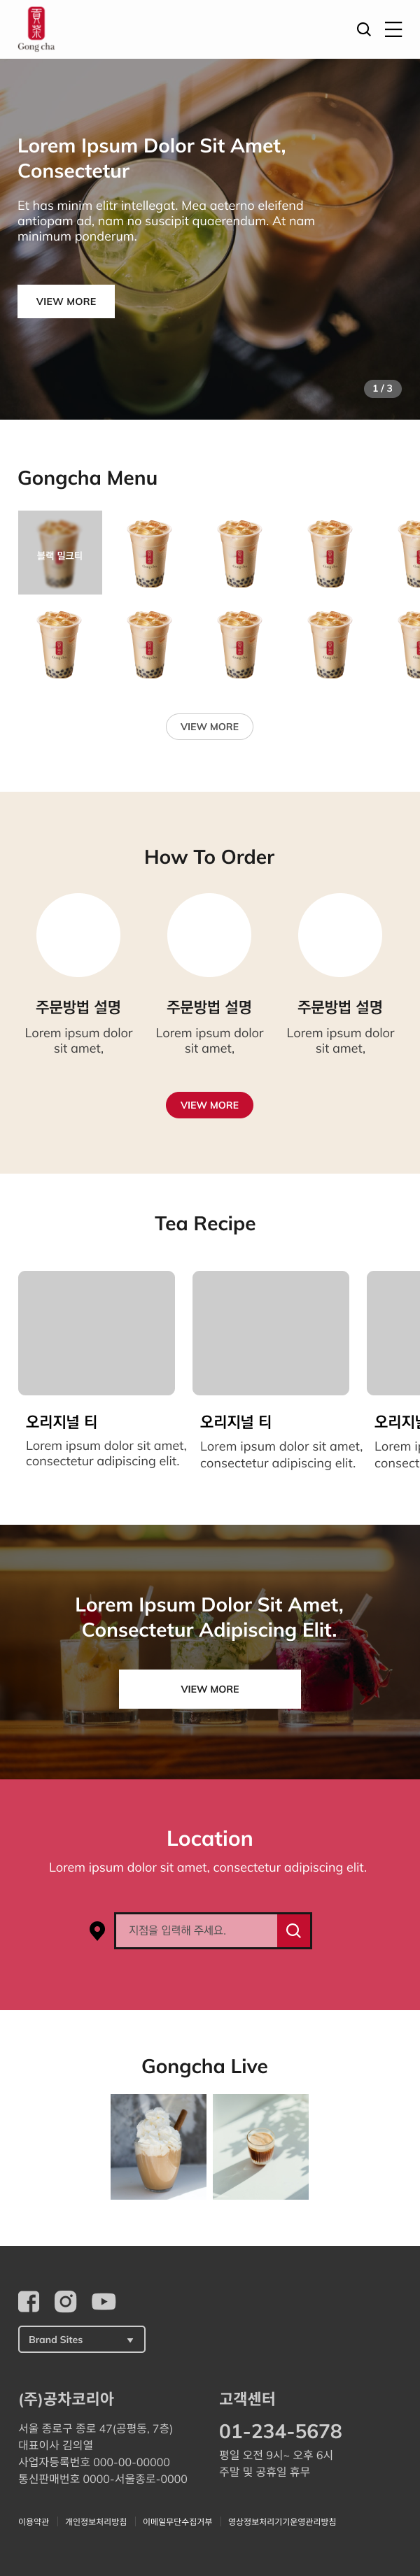 貢茶
Gong cha
Lorem Ipsum Dolor Sit Amet,
Consectetur
Et has minim elitr intellegat. Mea aeterno eleifend
antiopam ad, nam no suscipit quaerendum. At nam
minimum ponderum.
VIEW MORE
1 / 3
Gongcha Menu
블랙 밀크티
VIEW MORE
How To Order
주문방법 설명
주문방법 설명
주문방법 설명
Lorem ipsum dolor
sit amet,
Lorem ipsum dolor
sit amet,
Lorem ipsum dolor
sit amet,
VIEW MORE
Tea Recipe
오리지널 티
Lorem ipsum dolor sit amet,
consectetur adipiscing elit.
오리지널 티
Lorem ipsum dolor sit amet,
consectetur adipiscing elit.
오리지널
Lorem ip
consect
Lorem Ipsum Dolor Sit Amet,
Consectetur Adipiscing Elit.
VIEW MORE
Location
Lorem ipsum dolor sit amet, consectetur adipiscing elit.
지점을 입력해 주세요.
Gongcha Live
Brand Sites
(주)공차코리아
서울 종로구 종로 47(공평동, 7층)
대표이사 김의열
사업자등록번호 000-00-00000
통신판매번호 0000-서울종로-0000
고객센터
01-234-5678
평일 오전 9시~ 오후 6시
주말 및 공휴일 휴무
이용약관
개인정보처리방침
이메일무단수집거부
영상정보처리기기운영관리방침